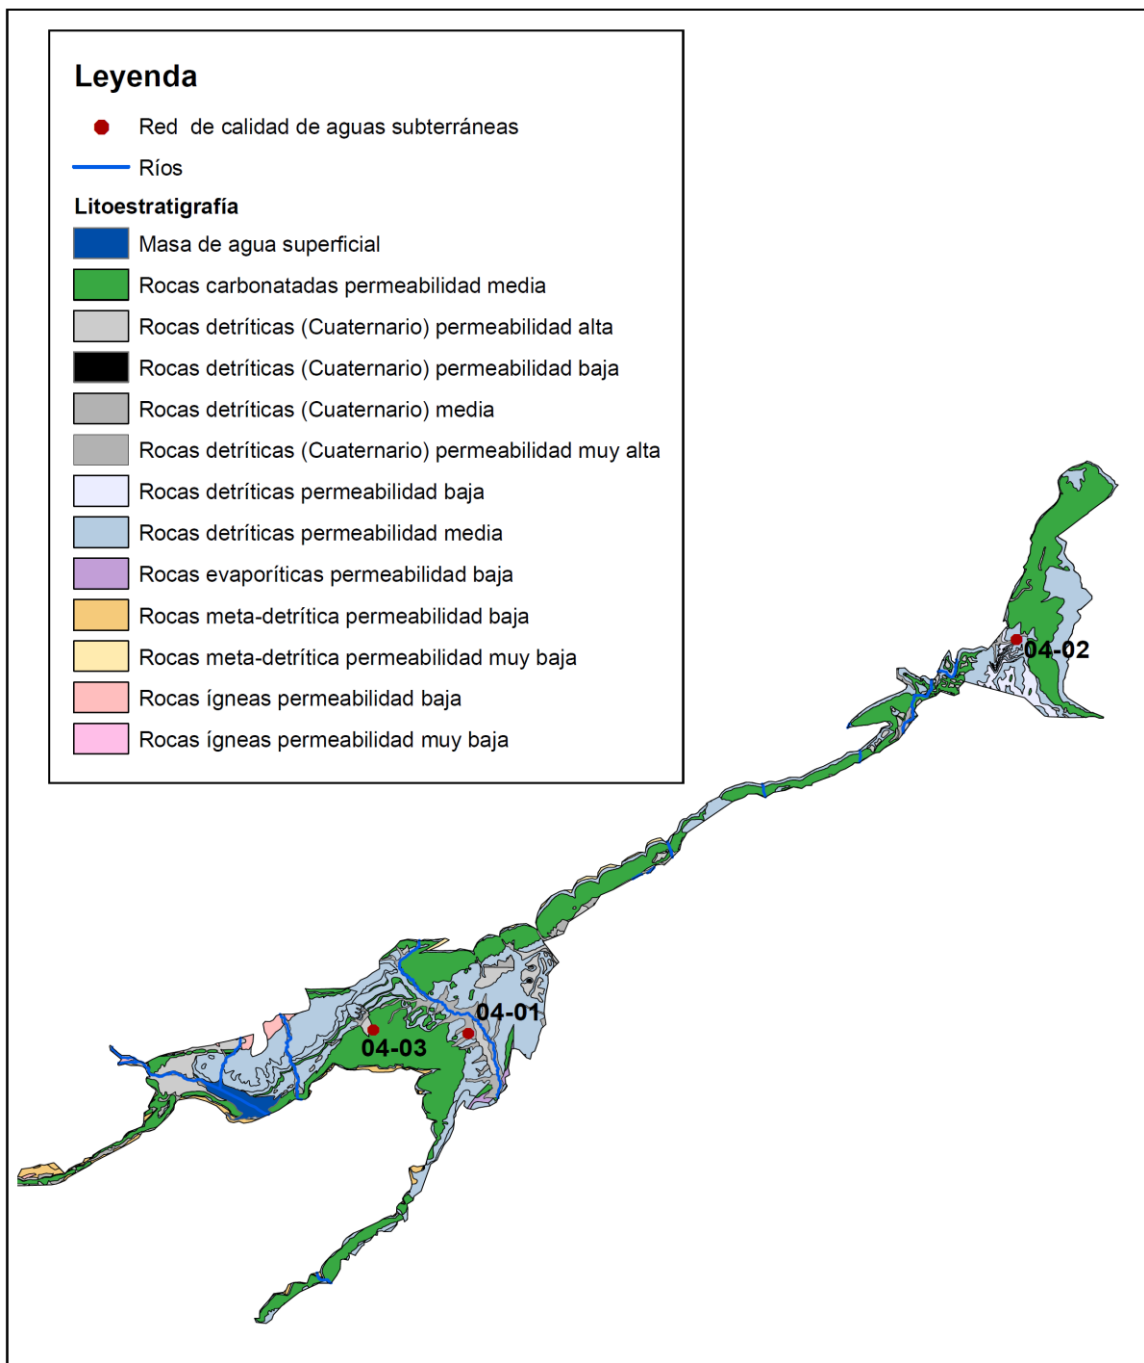 Leyenda
Red de calidad de aguas subterráneas
Ríos
Litoestratigrafía
Masa de agua superficial
Rocas carbonatadas permeabilidad media
Rocas detríticas (Cuaternario) permeabilidad alta
Rocas detríticas (Cuaternario) permeabilidad baja
Rocas detríticas (Cuaternario) media
Rocas detríticas (Cuaternario) permeabilidad muy alta
Rocas detríticas permeabilidad baja
Rocas detríticas permeabilidad media
Rocas evaporíticas permeabilidad baja
Rocas meta-detrítica permeabilidad baja
Rocas meta-detrítica permeabilidad muy baja
Rocas ígneas permeabilidad baja
Rocas ígneas permeabilidad muy baja
04-02
04-01
04-03